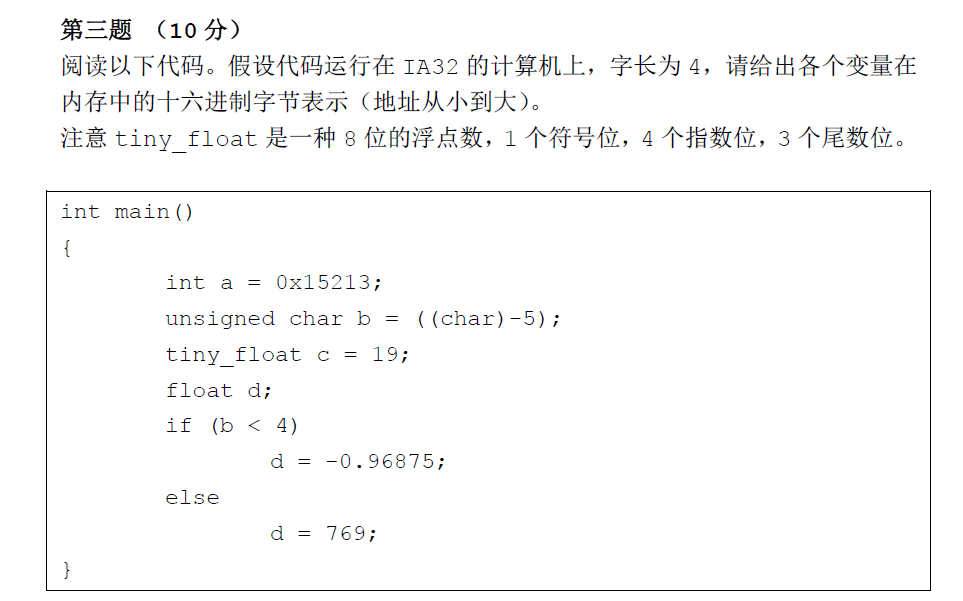 第三题 (10 分)
阅读以下代码。假设代码运行在 IA32 的计算机上，字长为 4，请给出各个变量在
内存中的十六进制字节表示（地址从小到大）。
注意 tiny_float 是一种 8 位的浮点数，1 个符号位，4 个指数位，3 个尾数位。
int main()
{
int a = 0x15213;
unsigned char b = ((char)-5);
tiny_float c = 19;
float d;
if (b < 4)
d = -0.96875;
else
d = 769;
}